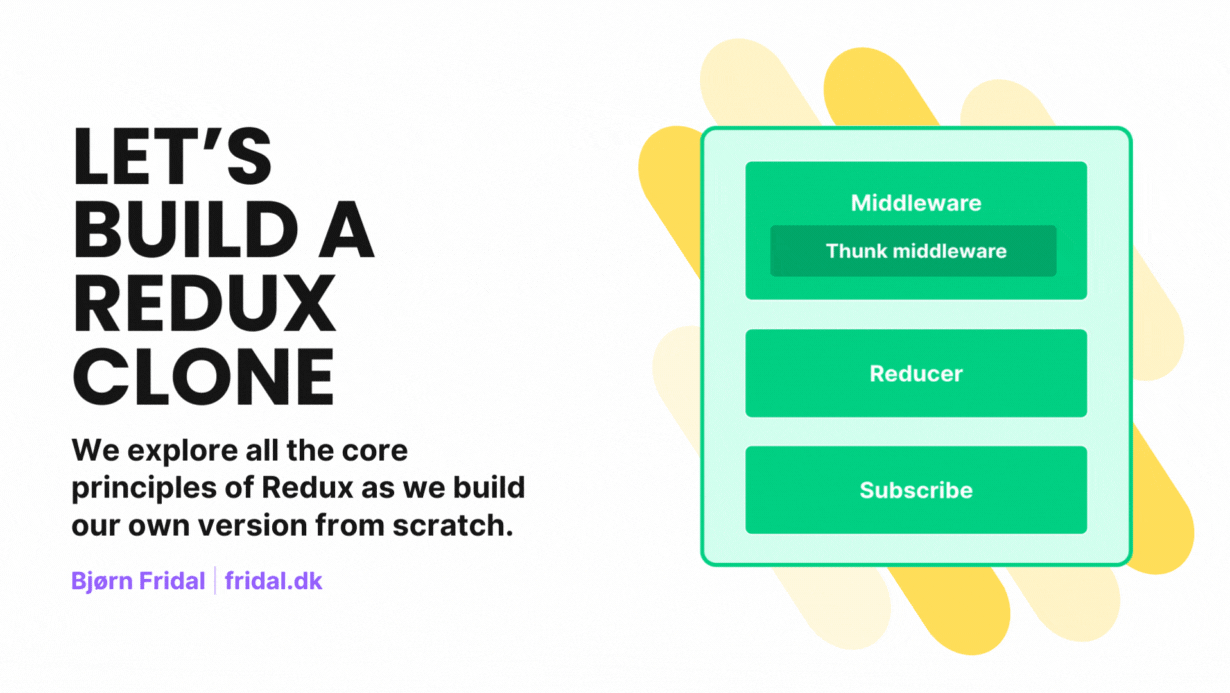 LET’S
BUILD A
REDUX
CLONE
We explore all the core
principles of Redux as we build
our own version from scratch.
Bjørn Fridal | fridal.dk
Middleware
Thunk middleware
Reducer
Subscribe